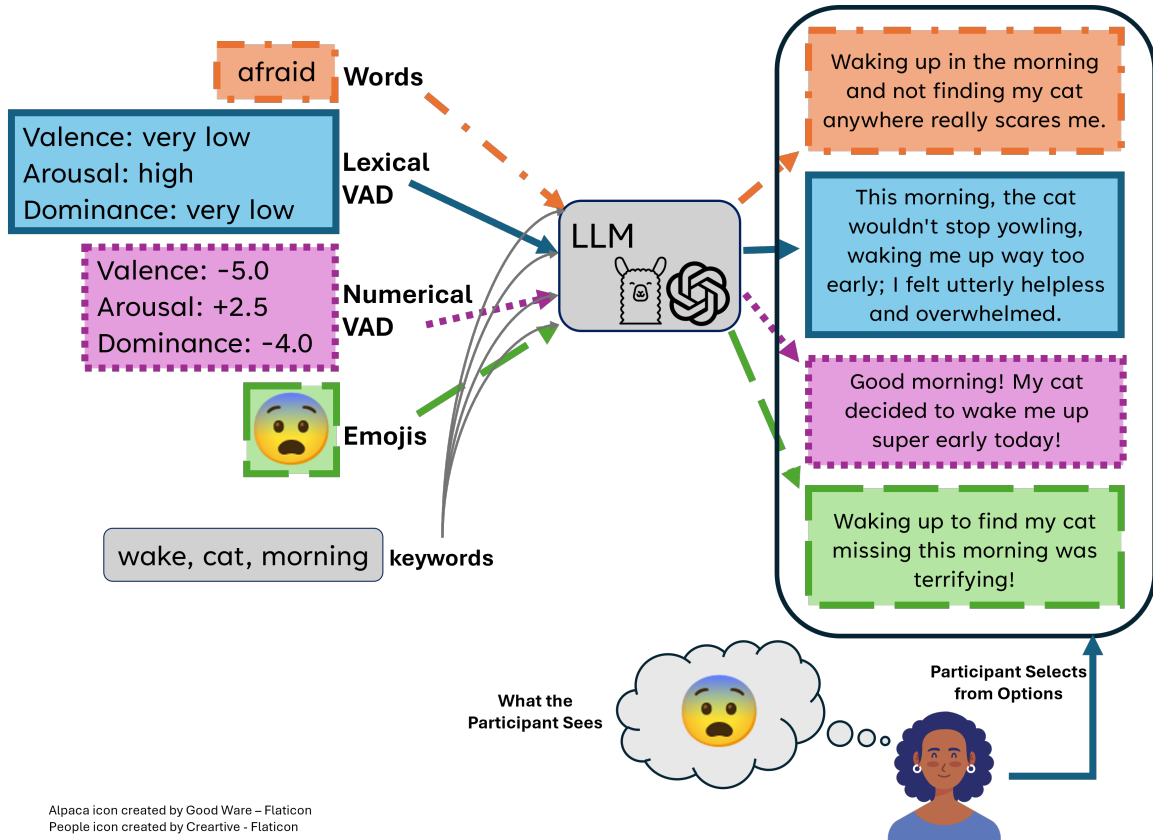 afraid
Words
Valence: very low
Arousal: high
Dominance: very low
Lexical
VAD
Valence: -5.0
Arousal: +2.5
Dominance: -4.0
Numerical
VAD
Emojis
wake, cat, morning
keywords
LLM
Waking up in the morning
and not finding my cat
anywhere really scares me.
This morning, the cat
wouldn't stop yowling,
waking me up way too
early; I felt utterly helpless
and overwhelmed.
Good morning! My cat
decided to wake me up
super early today!
Waking up to find my cat
missing this morning was
terrifying!
What the
Participant Sees
Participant Selects
from Options
Alpaca icon created by Good Ware – Flaticon
People icon created by Creartive - Flaticon